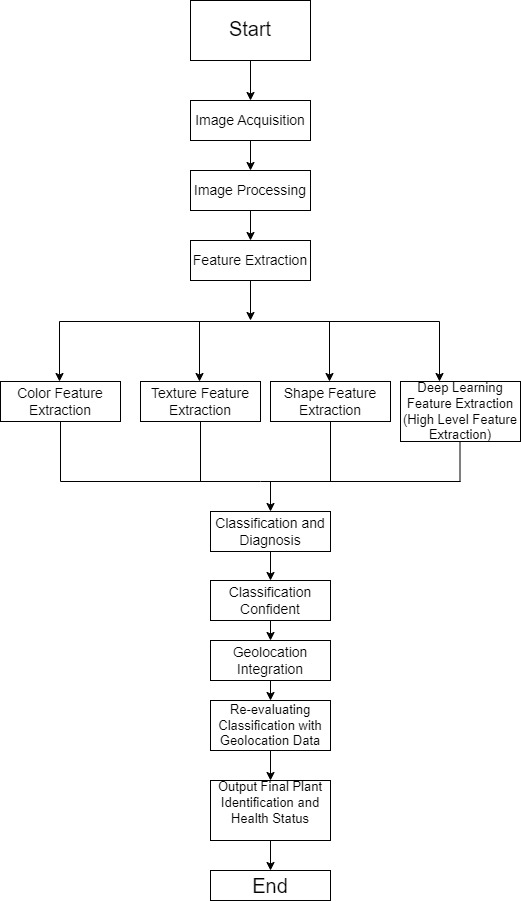 Start
Image Acquisition
Image Processing
Feature Extraction
Color Feature
Extraction
Texture Feature
Extraction
Shape Feature
Extraction
Deep Learning
Feature Extraction
(High Level Feature
Extraction)
Classification and
Diagnosis
Classification
Confident
Geolocation
Integration
Re-evaluating
Classification with
Geolocation Data
Output Final Plant
Identification and
Health Status
End